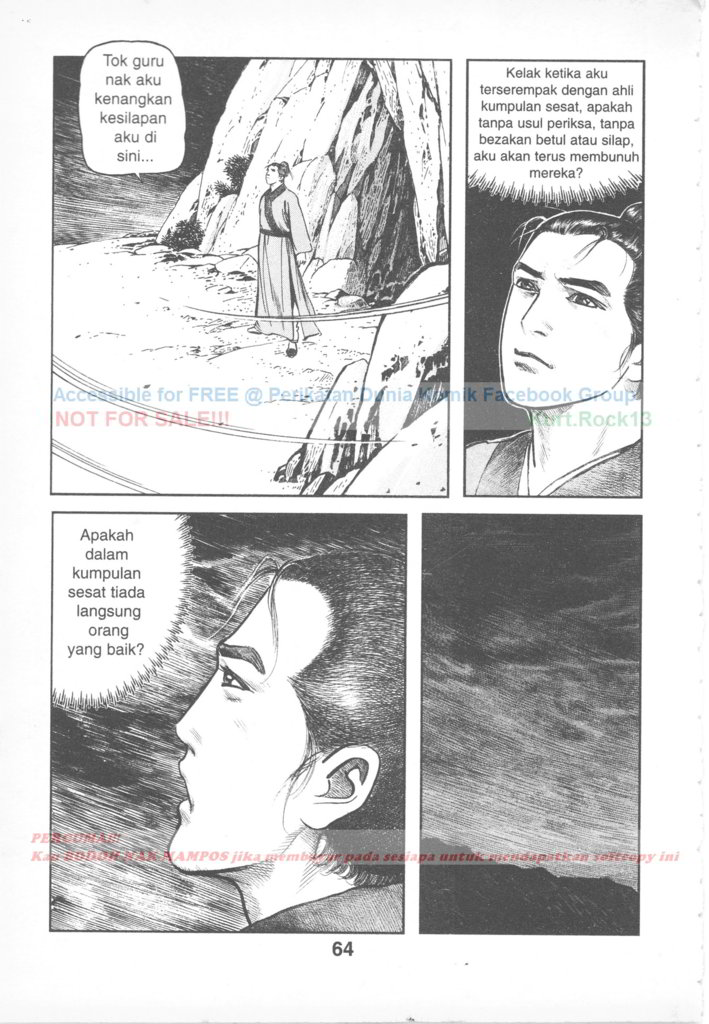 Tok guru
nak aku
kenangkan
kesilapan
aku di
sini...
Kelak ketika aku
terserempak dengan ahli
kumpulan sesat, apakah
tanpa usul periksa, tanpa
bezakan betul atau silap,
aku akan terus membunuh
mereka?
Accessible for FREE @ Perikatan Dunia Komik Facebook Group
NOT FOR SALE!!!
Kurt.Rock13
Apakah
dalam
kumpulan
sesat tiada
langsung
orang
yang baik?
PERCUMA!!!
Kau BODOH NAK MAMPOS jika membayar pada sesiapa untuk mendapatkan softcopy ini
64